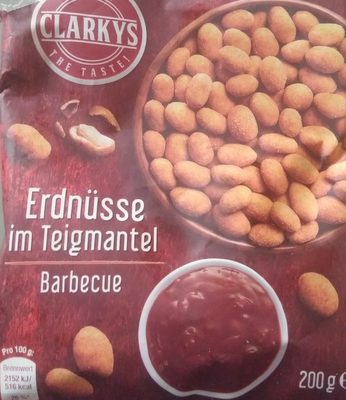 CLARKYS
THE TASTE!
Erdnüsse
im Teigmantel
Barbecue
Pro 100 g:
Brennwert
2152 kJ/
516 kcal
200 g e